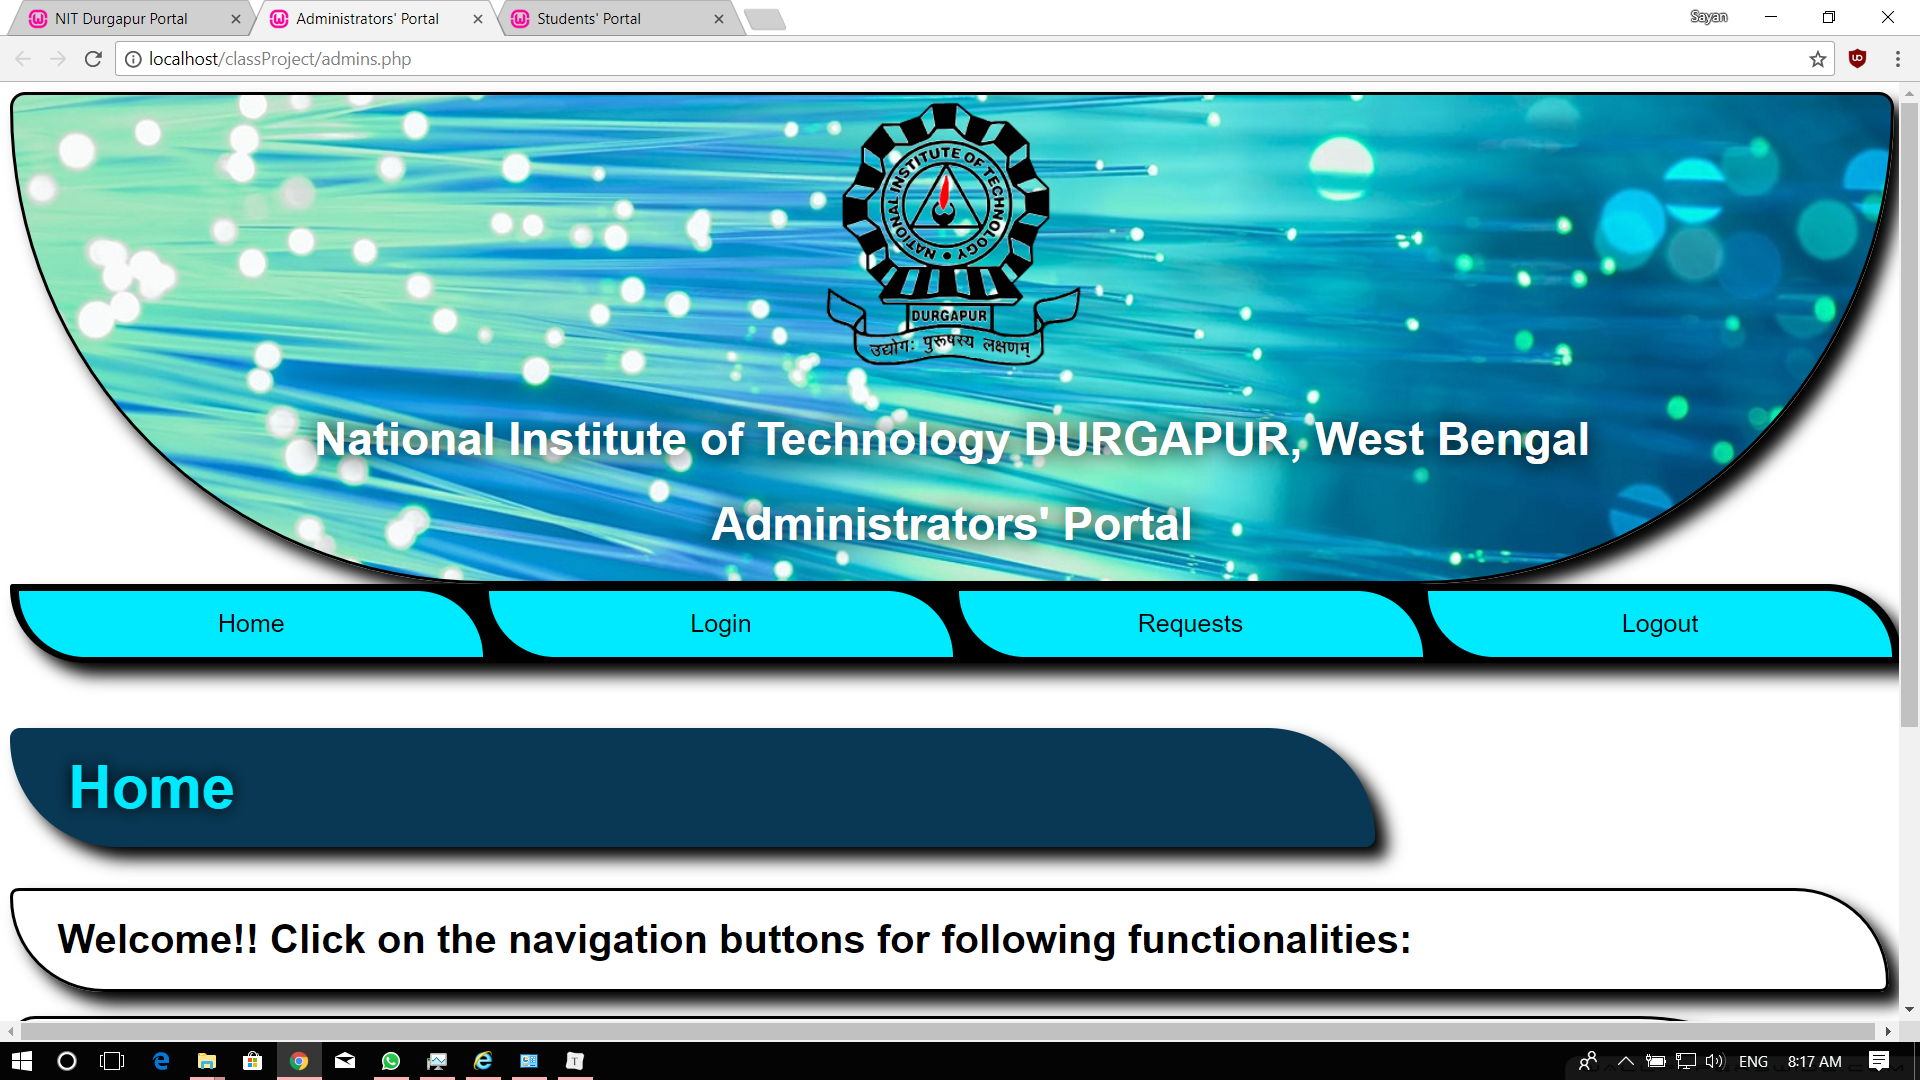 NIT Durgapur Portal
Administrators' Portal
Students' Portal
Sayan
localhost/classProject/admins.php
NATIONAL INSTITUTE OF TECHNOLOGY
DURGAPUR
उद्योगः पुरूषस्य लक्षणम्
National Institute of Technology DURGAPUR, West Bengal
Administrators' Portal
Home
Login
Requests
Logout
Home
Welcome!! Click on the navigation buttons for following functionalities:
ENG
8:17 AM